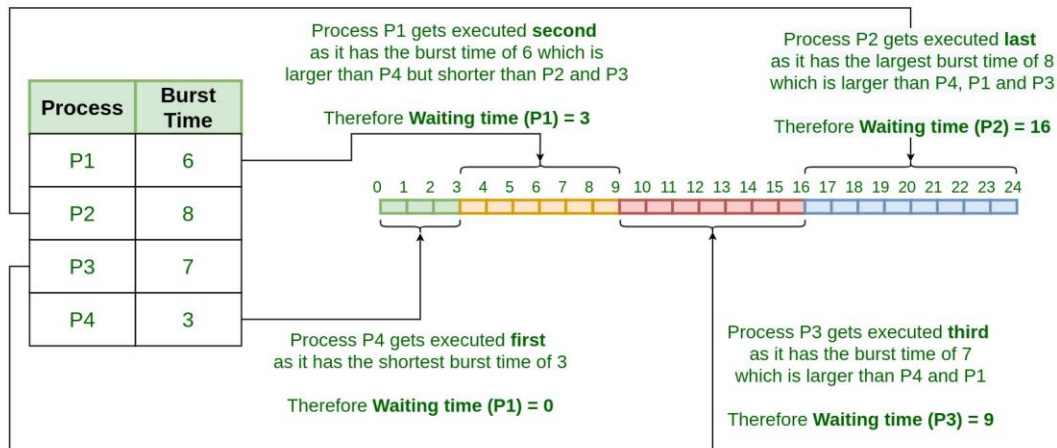 Process P1 gets executed second
as it has the burst time of 6 which is
larger than P4 but shorter than P2 and P3
Therefore Waiting time (P1) = 3
Process P2 gets executed last
as it has the largest burst time of 8
which is larger than P4, P1 and P3
Therefore Waiting time (P2) = 16
Process Burst Time
P1 6
P2 8
P3 7
P4 3
0 1 2 3 4 5 6 7 8 9 10 11 12 13 14 15 16 17 18 19 20 21 22 23 24
Process P4 gets executed first
as it has the shortest burst time of 3
Therefore Waiting time (P1) = 0
Process P3 gets executed third
as it has the burst time of 7
which is larger than P4 and P1
Therefore Waiting time (P3) = 9